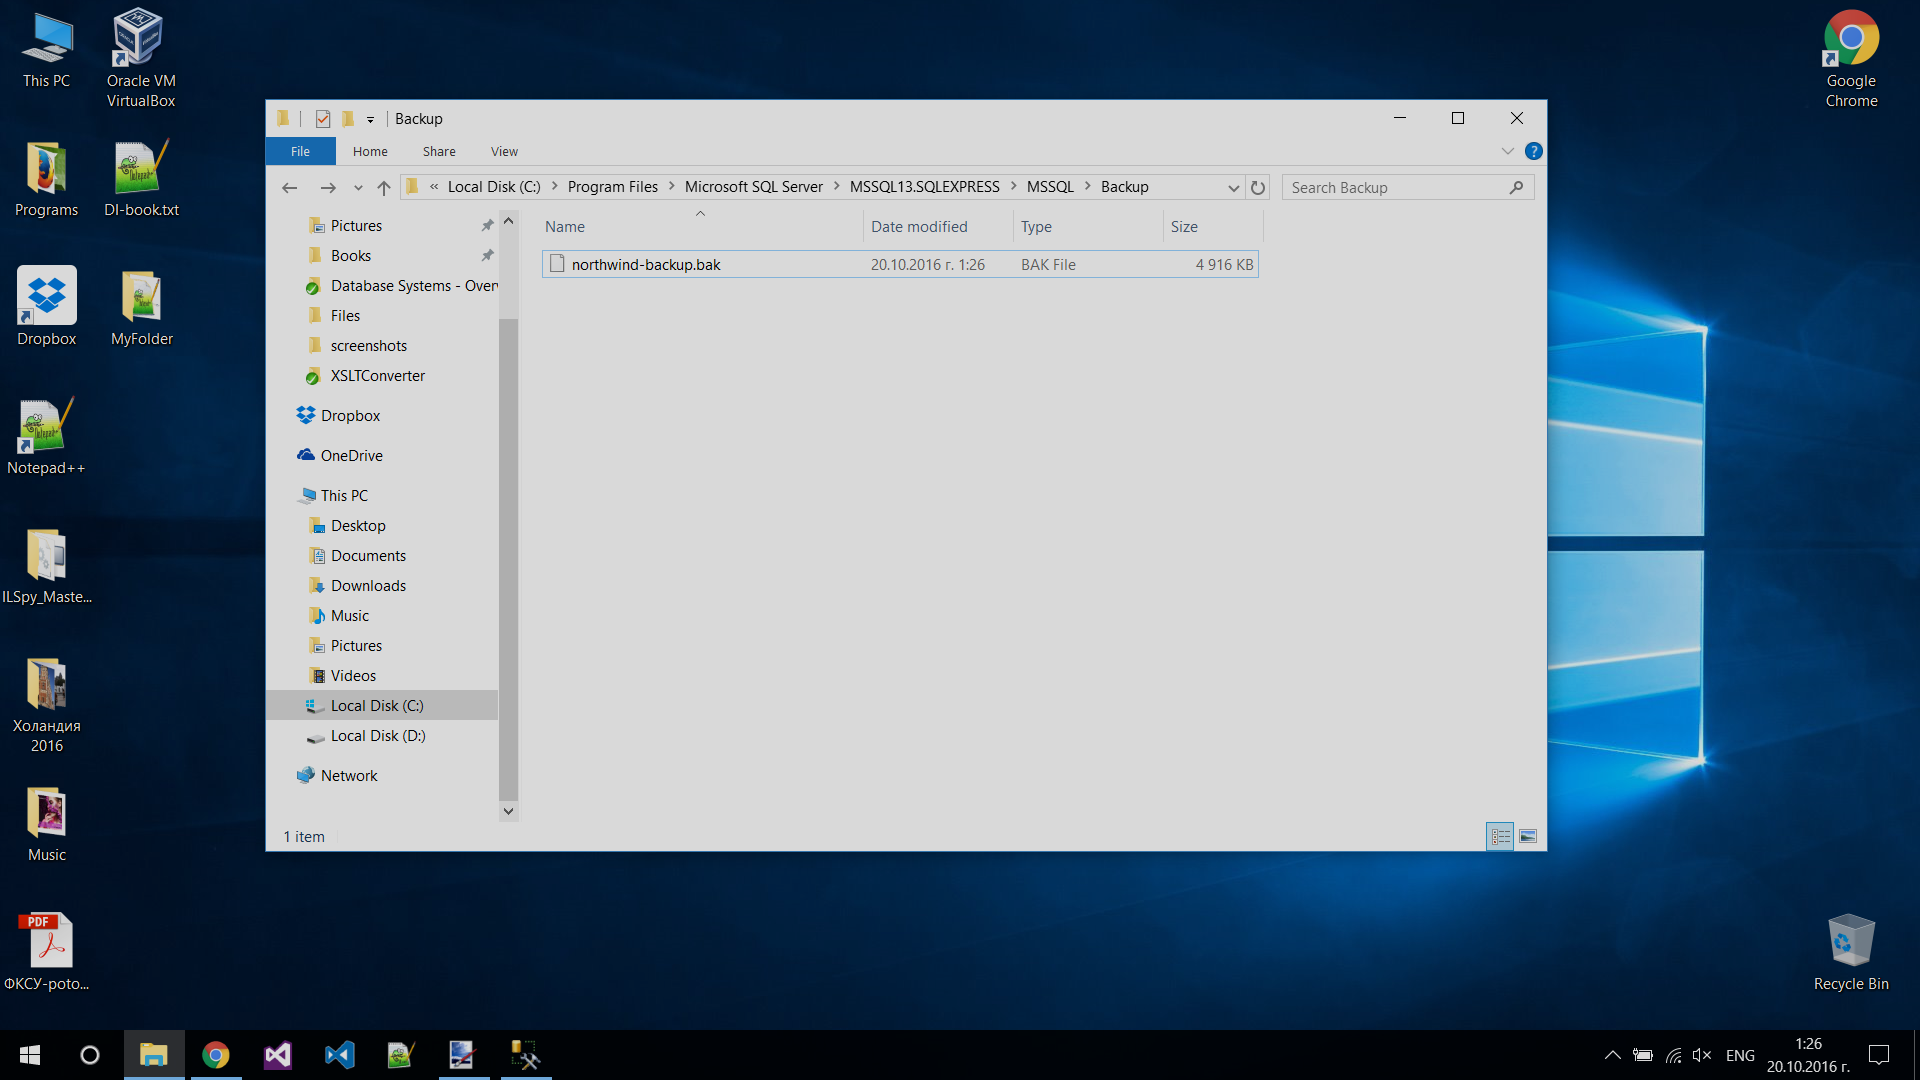 This PC
Oracle VM
VirtualBox
Google
Chrome
Programs
DI-book.txt
Dropbox
MyFolder
Notepad++
ILSpy_Maste...
Холандия
2016
Music
PDF
ФКСУ-рото...
Recycle Bin
Backup
File Home Share View
« Local Disk (C:) > Program Files > Microsoft SQL Server > MSSQL13.SQLEXPRESS > MSSQL > Backup
Search Backup
Name Date modified Type Size
northwind-backup.bak 20.10.2016 г. 1:26 BAK File 4 916 KB
Pictures
Books
Database Systems - Over
Files
screenshots
XSLTConverter
Dropbox
OneDrive
This PC
Desktop
Documents
Downloads
Music
Pictures
Videos
Local Disk (C:)
Local Disk (D:)
Network
1 item
ENG
1:26
20.10.2016 г.